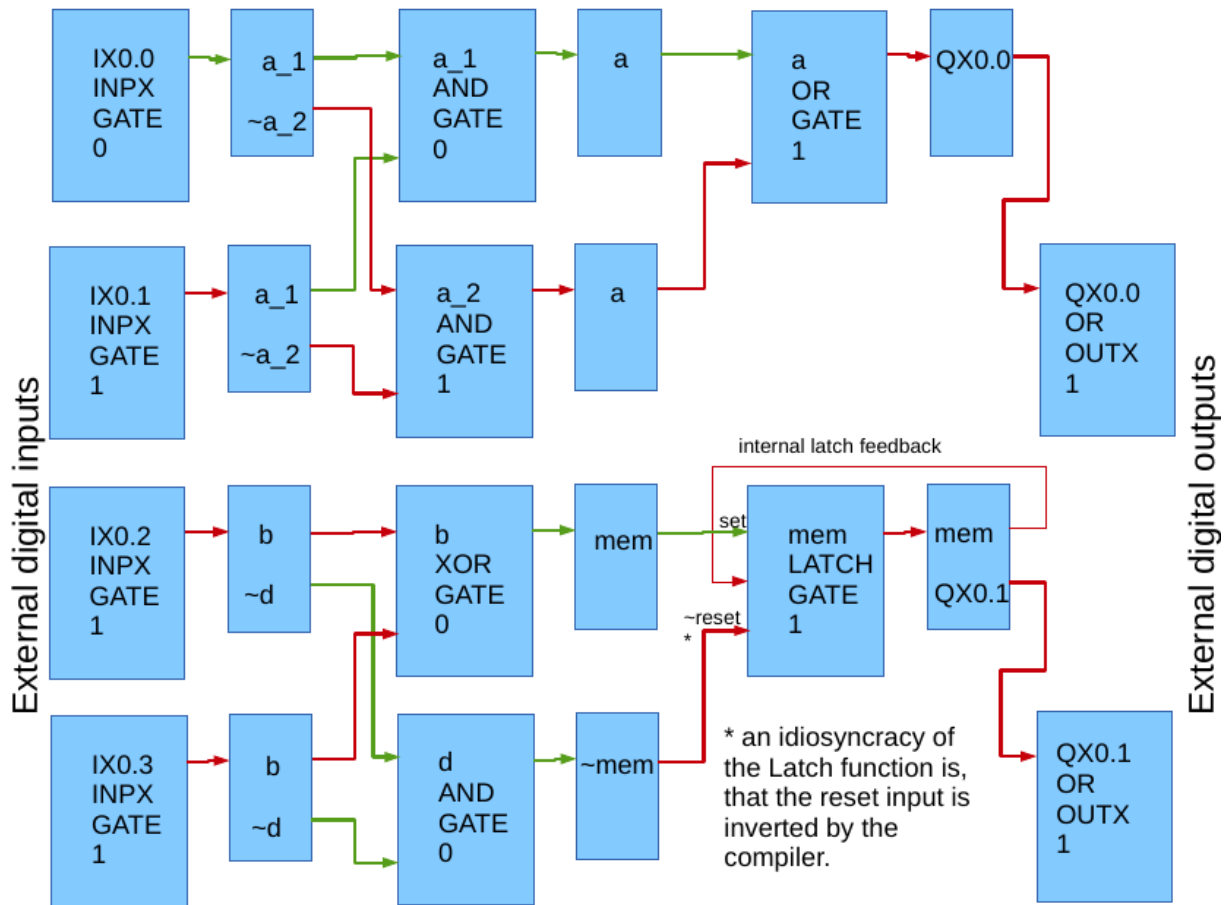 External digital inputs
IX0.0
INPX
GATE
0
a_1
~a_2
a_1
AND
GATE
0
a
a
OR
GATE
1
QX0.0
IX0.1
INPX
GATE
1
a_1
~a_2
a_2
AND
GATE
1
a
QX0.0
OR
OUTX
1
External digital outputs
internal latch feedback
IX0.2
INPX
GATE
1
b
~d
b
XOR
GATE
0
mem
set
~reset
*
mem
LATCH
GATE
1
mem
QX0.1
IX0.3
INPX
GATE
1
b
~d
d
AND
GATE
0
~mem
* an idiosyncracy of
the Latch function is,
that the reset input is
inverted by the
compiler.
QX0.1
OR
OUTX
1